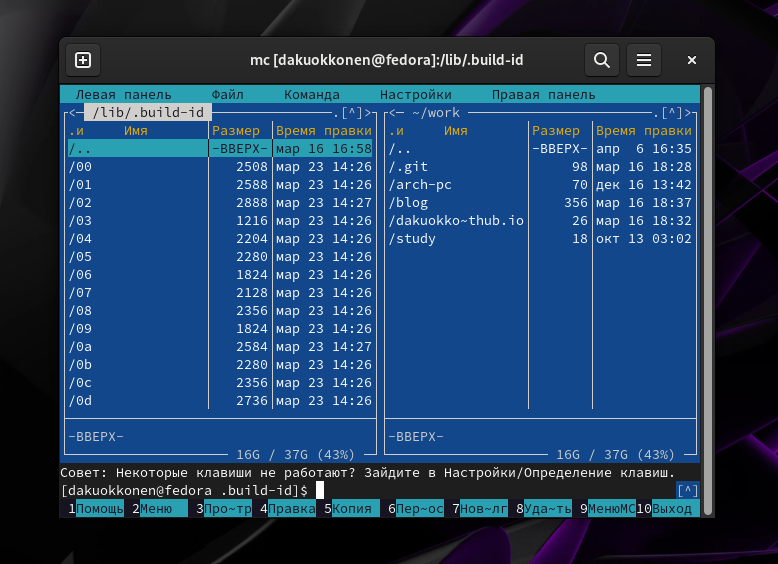 mc [dakuokkonen@fedora]:/lib/.build-id
Левая панель Файл Команда Настройки Правая панель
<─ /lib/.build-id .[^]> <─ ~/work .[^]>
.и Имя Размер Время правки .и Имя Размер Время правки
/.. -ВВЕРХ- мар 16 16:58 /.. -ВВЕРХ- апр 6 16:35
/00 2508 мар 23 14:26 /.git 98 мар 16 18:28
/01 2588 мар 23 14:26 /arch-pc 70 дек 16 13:42
/02 2888 мар 23 14:27 /blog 356 мар 16 18:37
/03 1216 мар 23 14:26 /dakuokko~thub.io 26 мар 16 18:32
/04 2204 мар 23 14:26 /study 18 окт 13 03:02
/05 2280 мар 23 14:26
/06 1824 мар 23 14:26
/07 2128 мар 23 14:26
/08 2356 мар 23 14:26
/09 1824 мар 23 14:26
/0a 2584 мар 23 14:27
/0b 2280 мар 23 14:26
/0c 2356 мар 23 14:26
/0d 2736 мар 23 14:26
-ВВЕРХ- -ВВЕРХ-
16G / 37G (43%) 16G / 37G (43%)
Совет: Некоторые клавиши не работают? Зайдите в Настройки/Определение клавиш.
[dakuokkonen@fedora .build-id]$ [^]
1Помощь 2Меню 3Про~тр 4Правка 5Копия 6Пер~ос 7Нов~лг 8Уда~ть 9МенюМС 10Выход